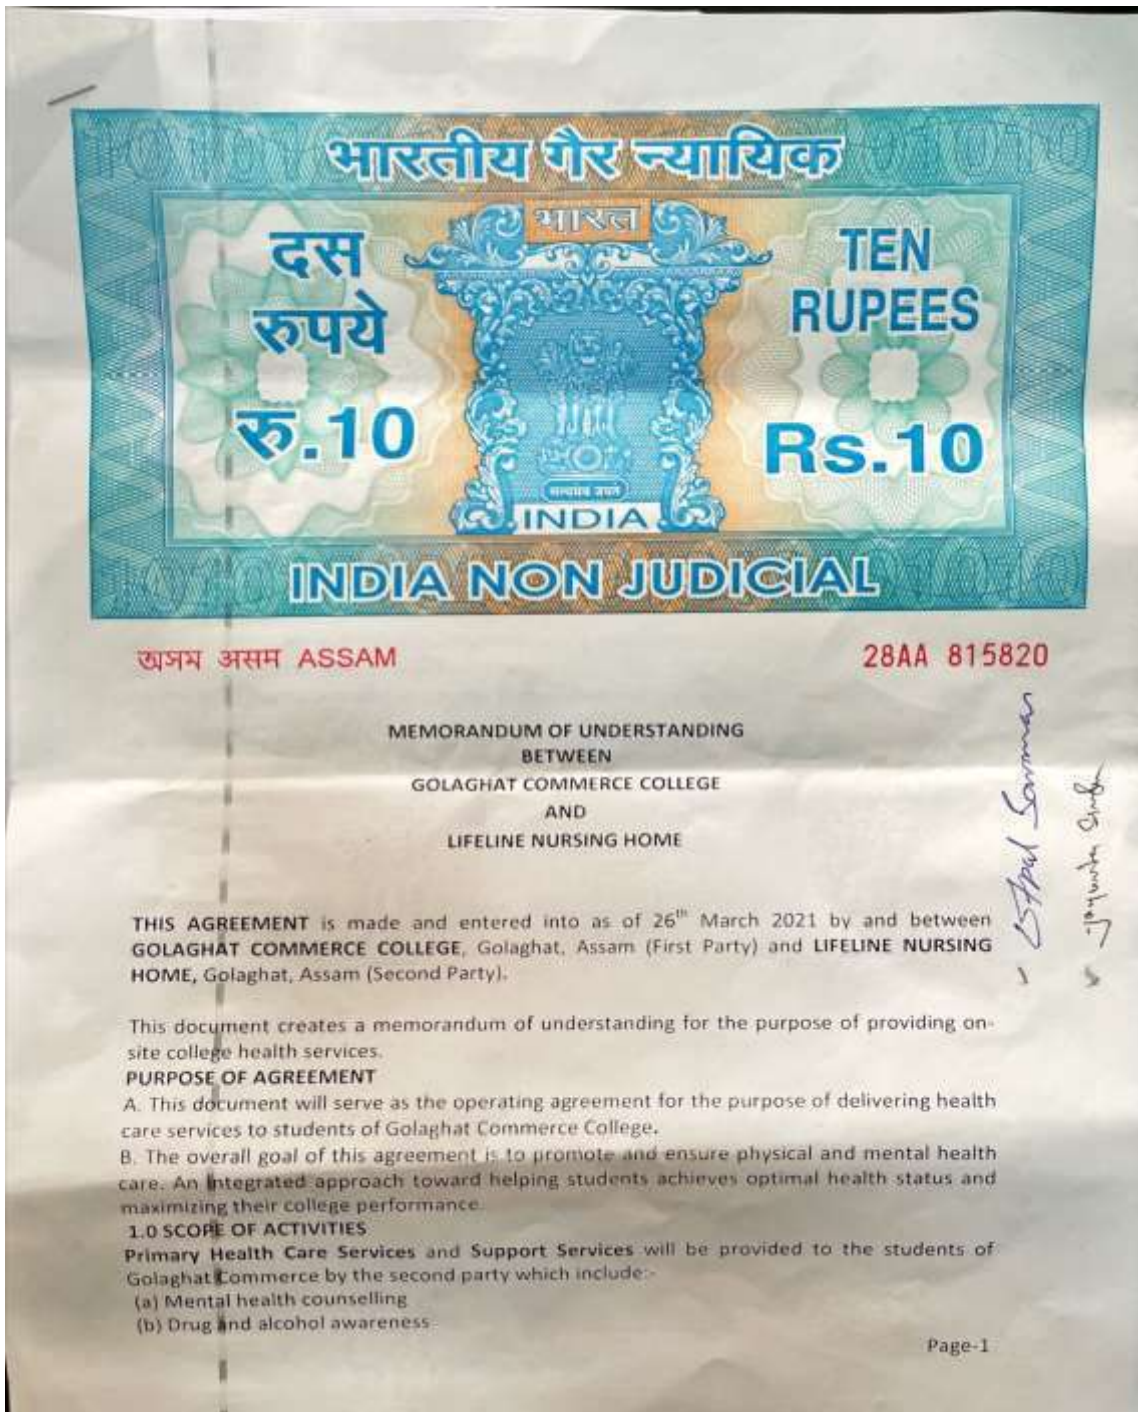 भारतीय गैर न्यायिक
भारत
दस
रुपये
रु.10
TEN
RUPEES
Rs.10
सत्यमेव जयते
INDIA
INDIA NON JUDICIAL
অসম असम ASSAM
28AA 815820
MEMORANDUM OF UNDERSTANDING
BETWEEN
GOLAGHAT COMMERCE COLLEGE
AND
LIFELINE NURSING HOME
THIS AGREEMENT is made and entered into as of 26th March 2021 by and between
GOLAGHAT COMMERCE COLLEGE, Golaghat, Assam (First Party) and LIFELINE NURSING
HOME, Golaghat, Assam (Second Party).
This document creates a memorandum of understanding for the purpose of providing on-
site college health services.
PURPOSE OF AGREEMENT
A. This document will serve as the operating agreement for the purpose of delivering health
care services to students of Golaghat Commerce College.
B. The overall goal of this agreement is to promote and ensure physical and mental health
care. An integrated approach toward helping students achieves optimal health status and
maximizing their college performance.
1.0 SCOPE OF ACTIVITIES
Primary Health Care Services and Support Services will be provided to the students of
Golaghat Commerce by the second party which include:-
(a) Mental health counselling
(b) Drug and alcohol awareness
Page-1